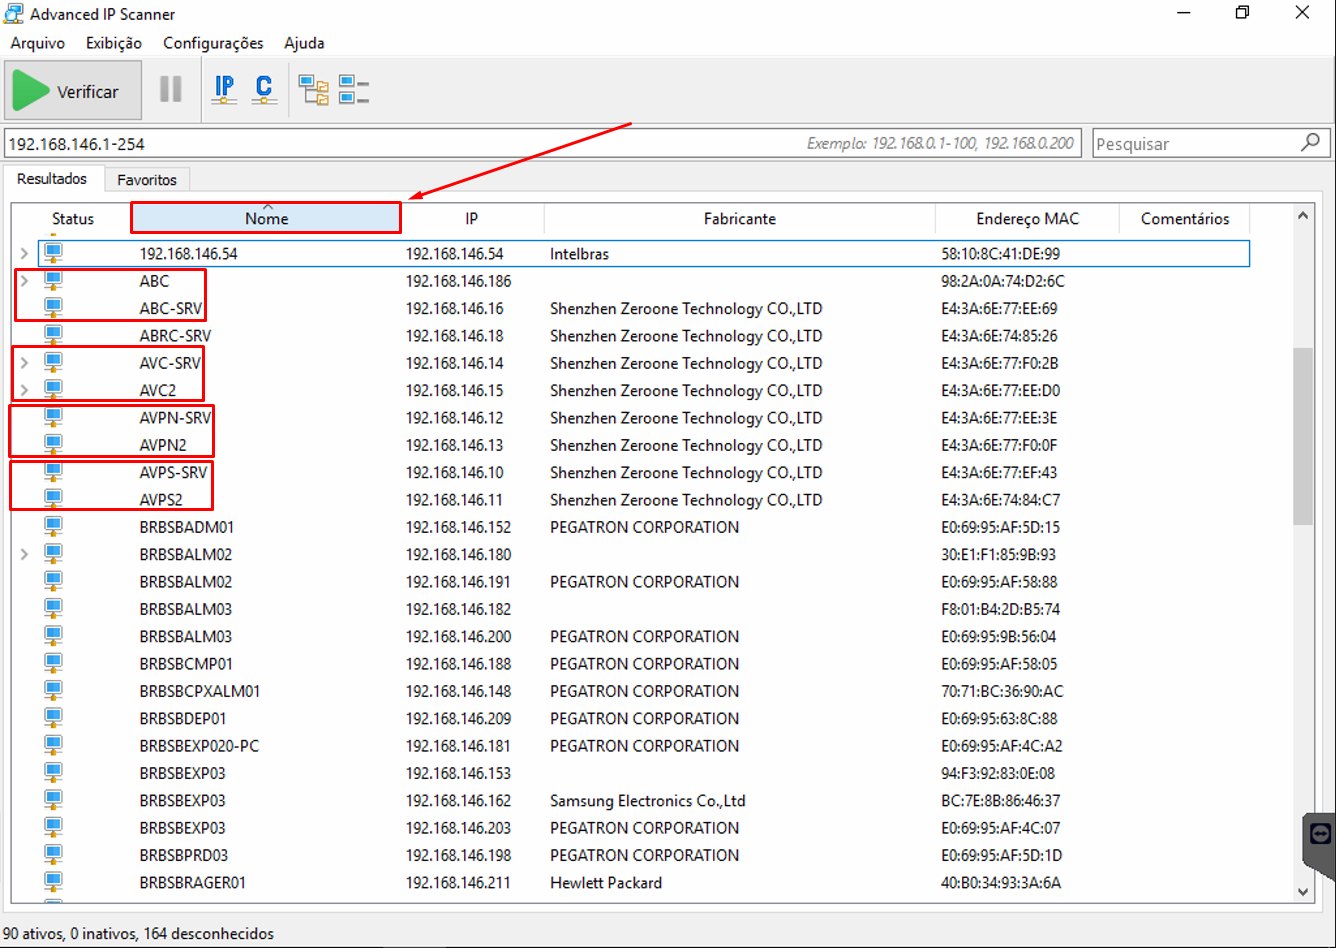 Advanced IP Scanner
Arquivo Exibição Configurações Ajuda
Verificar IP C
192.168.146.1-254 Exemplo: 192.168.0.1-100, 192.168.0.200 Pesquisar
Resultados Favoritos
Status Nome IP Fabricante Endereço MAC Comentários
192.168.146.54 192.168.146.54 Intelbras 58:10:8C:41:DE:99
ABC 192.168.146.186 98:2A:0A:74:D2:6C
ABC-SRV 192.168.146.16 Shenzhen Zeroone Technology CO.,LTD E4:3A:6E:77:EE:69
ABRC-SRV 192.168.146.18 Shenzhen Zeroone Technology CO.,LTD E4:3A:6E:74:85:26
AVC-SRV 192.168.146.14 Shenzhen Zeroone Technology CO.,LTD E4:3A:6E:77:F0:2B
AVC2 192.168.146.15 Shenzhen Zeroone Technology CO.,LTD E4:3A:6E:77:EE:D0
AVPN-SRV 192.168.146.12 Shenzhen Zeroone Technology CO.,LTD E4:3A:6E:77:EE:3E
AVPN2 192.168.146.13 Shenzhen Zeroone Technology CO.,LTD E4:3A:6E:77:F0:0F
AVPS-SRV 192.168.146.10 Shenzhen Zeroone Technology CO.,LTD E4:3A:6E:77:EF:43
AVPS2 192.168.146.11 Shenzhen Zeroone Technology CO.,LTD E4:3A:6E:74:84:C7
BRBSBADM01 192.168.146.152 PEGATRON CORPORATION E0:69:95:AF:5D:15
BRBSBALM02 192.168.146.180 30:E1:F1:85:9B:93
BRBSBALM02 192.168.146.191 PEGATRON CORPORATION E0:69:95:AF:58:88
BRBSBALM03 192.168.146.182 F8:01:B4:2D:B5:74
BRBSBALM03 192.168.146.200 PEGATRON CORPORATION E0:69:95:9B:56:04
BRBSBCMP01 192.168.146.188 PEGATRON CORPORATION E0:69:95:AF:58:05
BRBSBCPXALM01 192.168.146.148 PEGATRON CORPORATION 70:71:BC:36:90:AC
BRBSBDEP01 192.168.146.209 PEGATRON CORPORATION E0:69:95:63:8C:88
BRBSBEXP020-PC 192.168.146.181 PEGATRON CORPORATION E0:69:95:AF:4C:A2
BRBSBEXP03 192.168.146.153 94:F3:92:83:0E:08
BRBSBEXP03 192.168.146.162 Samsung Electronics Co.,Ltd BC:7E:8B:86:46:37
BRBSBEXP03 192.168.146.203 PEGATRON CORPORATION E0:69:95:AF:4C:07
BRBSBPRD03 192.168.146.198 PEGATRON CORPORATION E0:69:95:AF:5D:1D
BRBSBRAGER01 192.168.146.211 Hewlett Packard 40:B0:34:93:3A:6A
90 ativos, 0 inativos, 164 desconhecidos